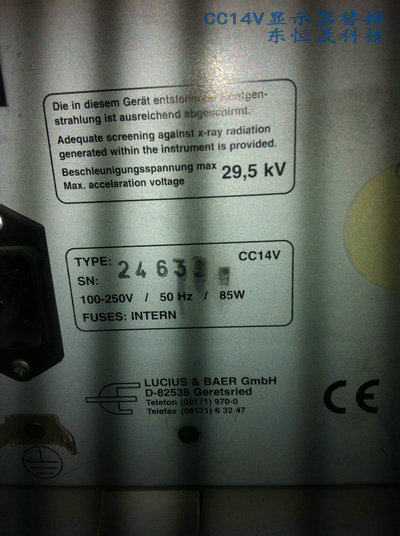 CC14V显示器替换
东恒晟科技
Die in diesem Gerät entstehende Röntgen-
strahlung ist ausreichend abgeschirmt.
Adequate screening against x-ray radiation
generated within the instrument is provided.
Beschleunigungsspannung max
Max. accelaration voltage
29,5 kV
TYPE: CC14V
SN: 24633
100-250V / 50 Hz / 85W
FUSES: INTERN
LUCIUS & BAER GmbH
D-82538 Geretsried
Telefon (08171) 970-0
Telefax (08171) 6 32 47
CE